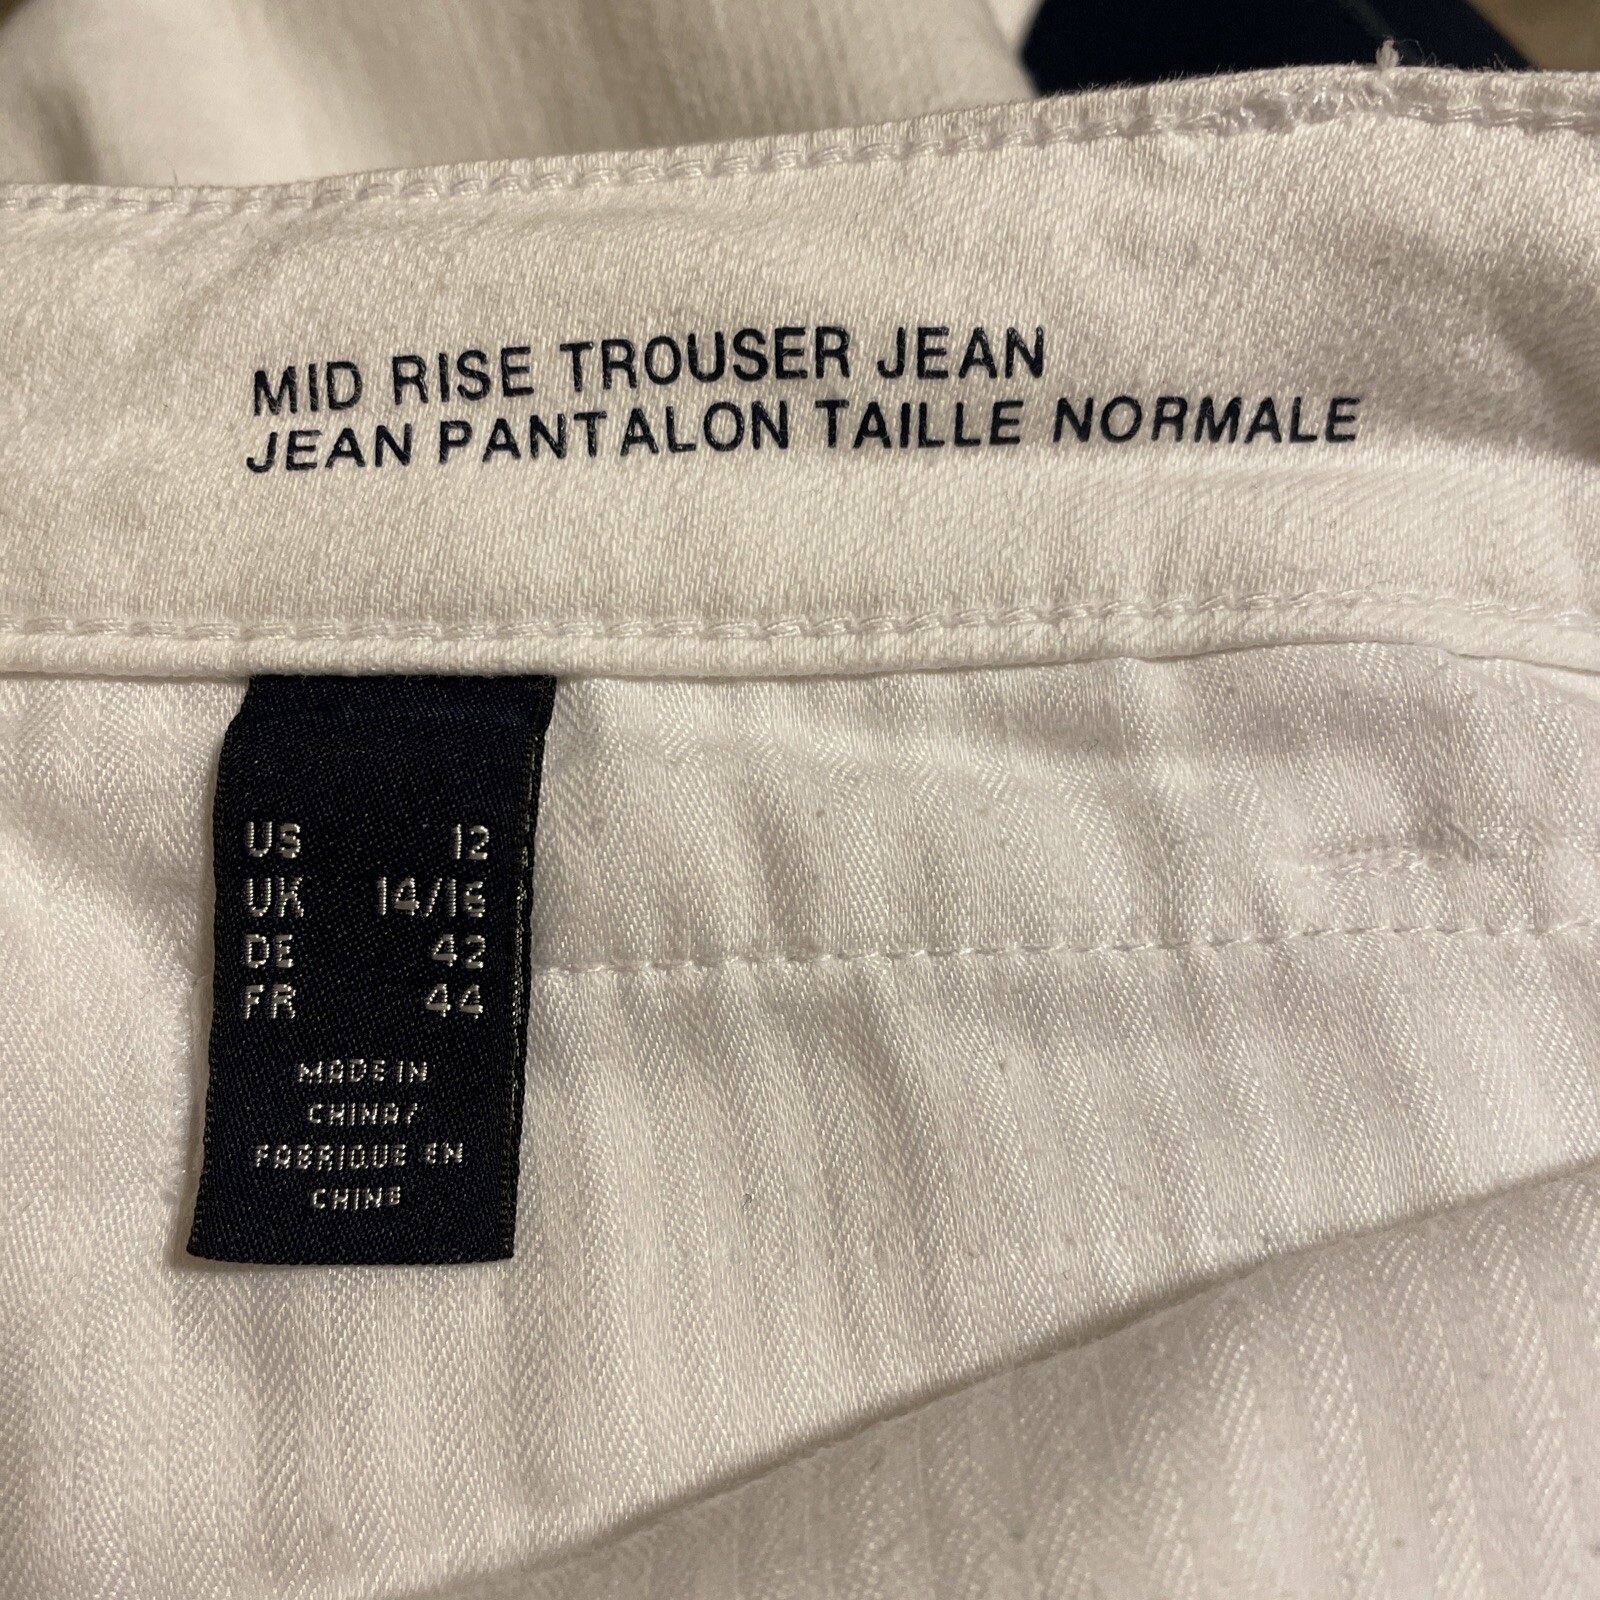 MID RISE TROUSER JEAN
JEAN PANTALON TAILLE NORMALE
US 12
UK 14/16
DE 42
FR 44
MADE IN
CHINA/
FABRIQUE EN
CHINE